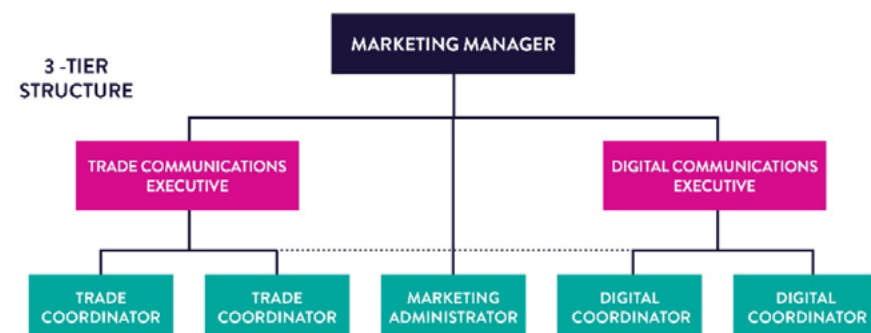 MARKETING MANAGER
3 -TIER
STRUCTURE
TRADE COMMUNICATIONS
EXECUTIVE
DIGITAL COMMUNICATIONS
EXECUTIVE
TRADE
COORDINATOR
TRADE
COORDINATOR
MARKETING
ADMINISTRATOR
DIGITAL
COORDINATOR
DIGITAL
COORDINATOR